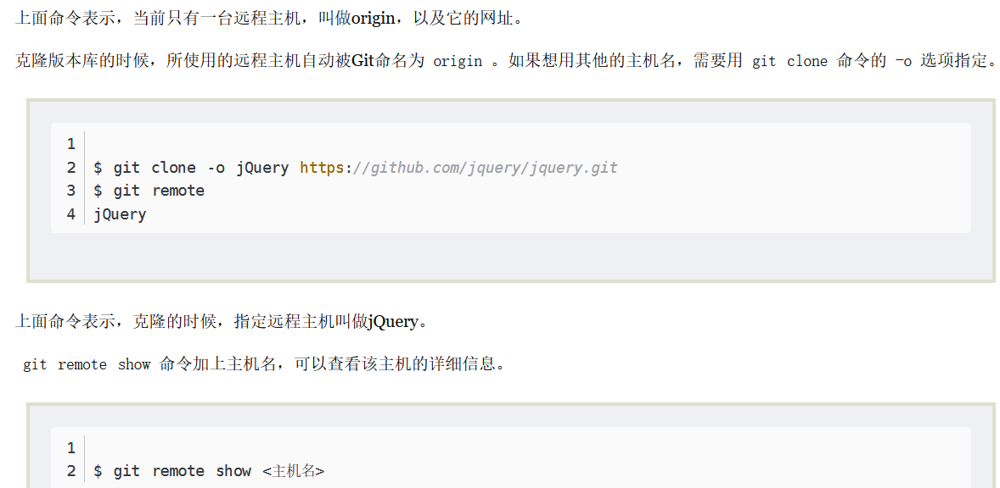 上面命令表示，当前只有一台远程主机，叫做origin，以及它的网址。
克隆版本库的时候，所使用的远程主机自动被Git命名为 origin 。如果想用其他的主机名，需要用 git clone 命令的 -o 选项指定。
1
2 $ git clone -o jQuery https://github.com/jquery/jquery.git
3 $ git remote
4 jQuery
上面命令表示，克隆的时候，指定远程主机叫做jQuery。
git remote show 命令加上主机名，可以查看该主机的详细信息。
1
2 $ git remote show <主机名>